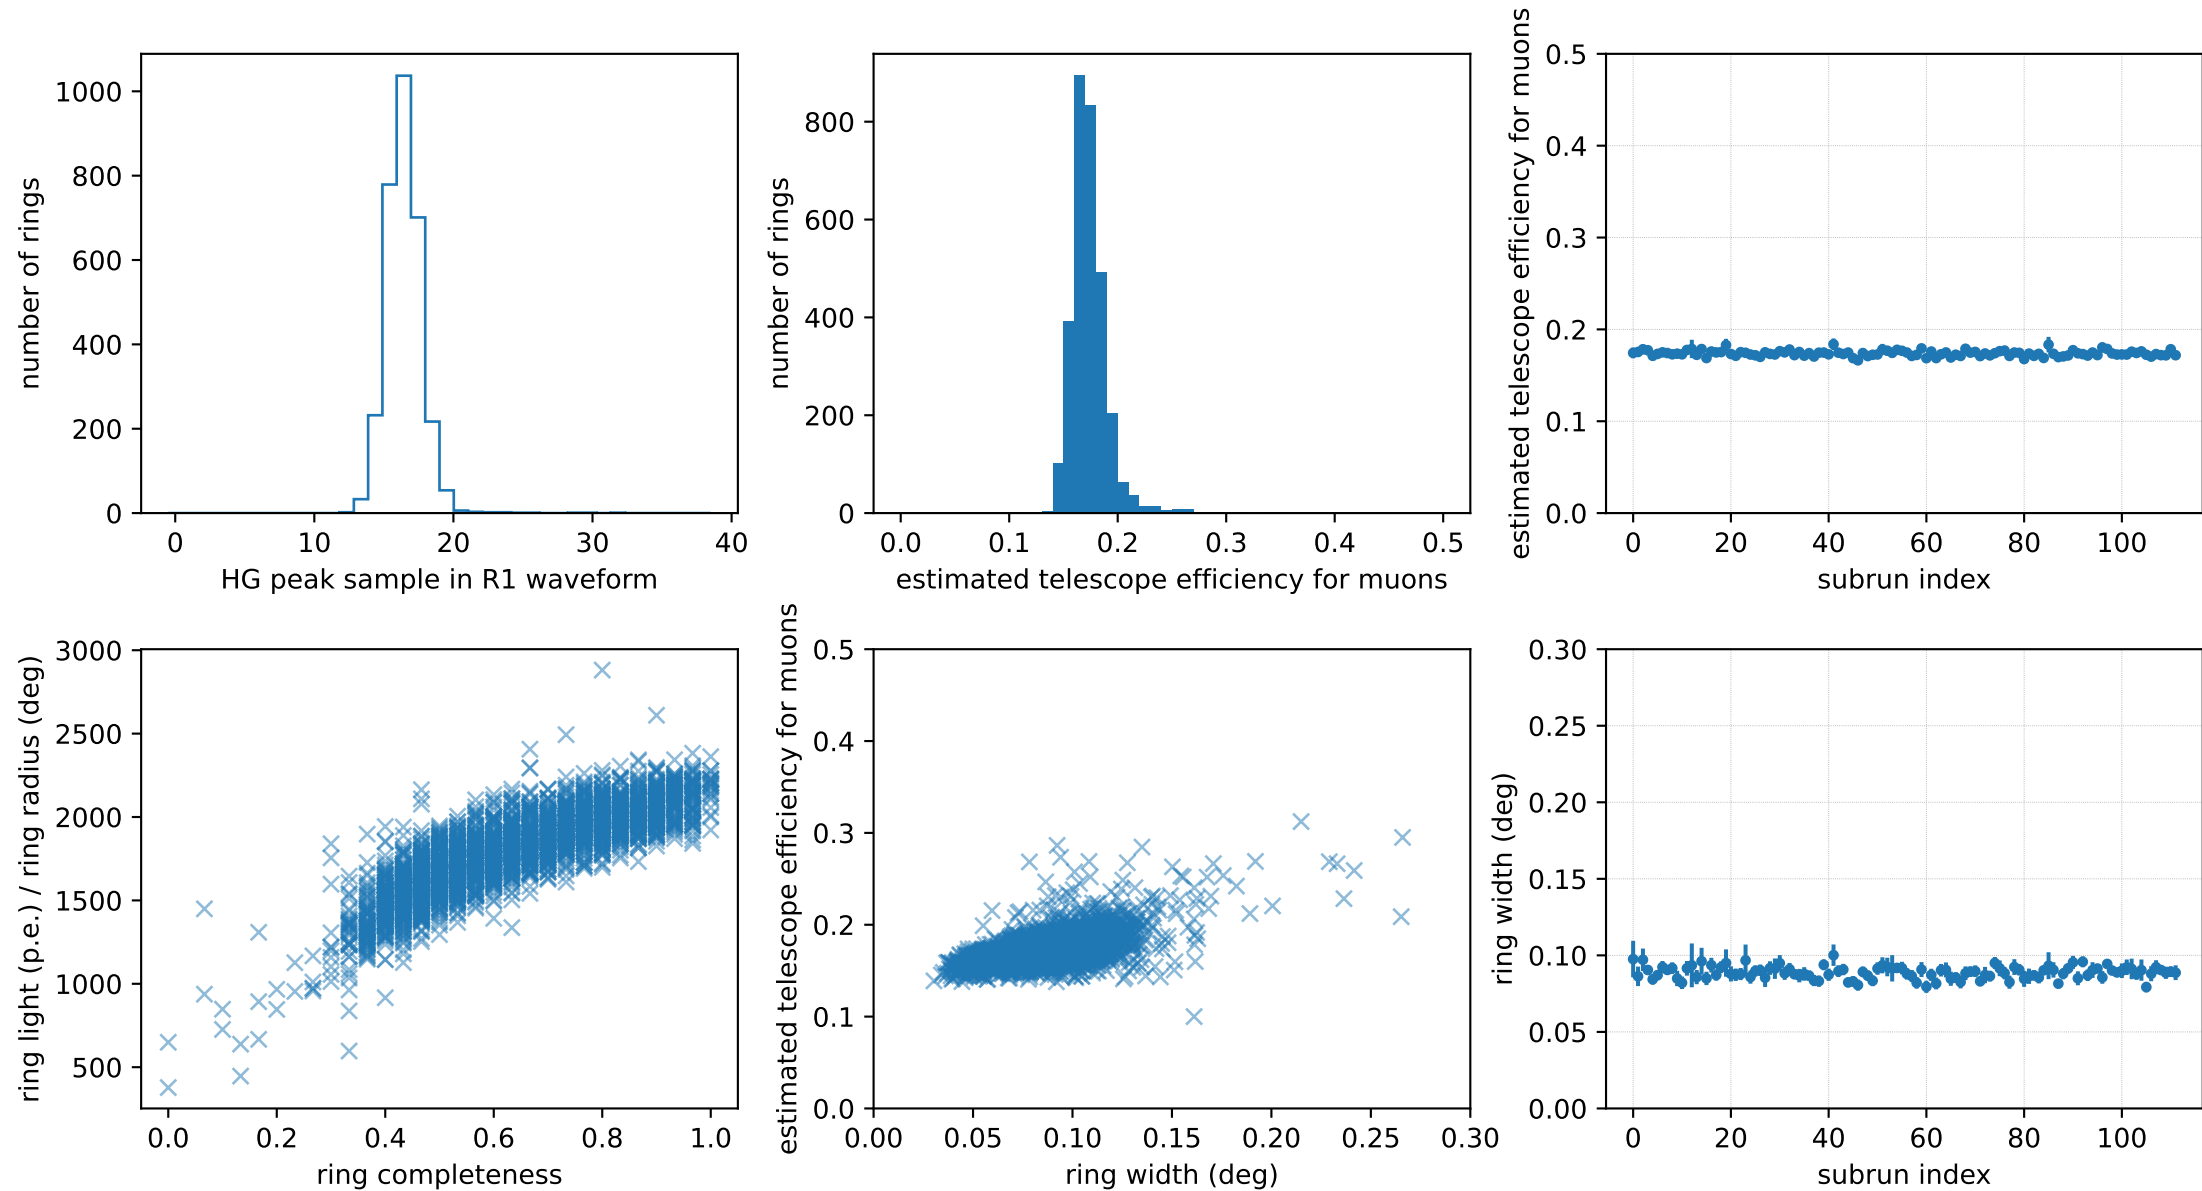 number of rings
1000
800
600
400
200
0
0 10 20 30 40
HG peak sample in R1 waveform
number of rings
800
600
400
200
0
0.0 0.1 0.2 0.3 0.4 0.5
estimated telescope efficiency for muons
estimated telescope efficiency for muons
0.5
0.4
0.3
0.2
0.1
0.0
0 20 40 60 80 100
subrun index
ring light (p.e.) / ring radius (deg)
3000
2500
2000
1500
1000
500
0.0 0.2 0.4 0.6 0.8 1.0
ring completeness
estimated telescope efficiency for muons
0.5
0.4
0.3
0.2
0.1
0.0
0.00 0.05 0.10 0.15 0.20 0.25 0.30
ring width (deg)
ring width (deg)
0.30
0.25
0.20
0.15
0.10
0.05
0.00
0 20 40 60 80 100
subrun index